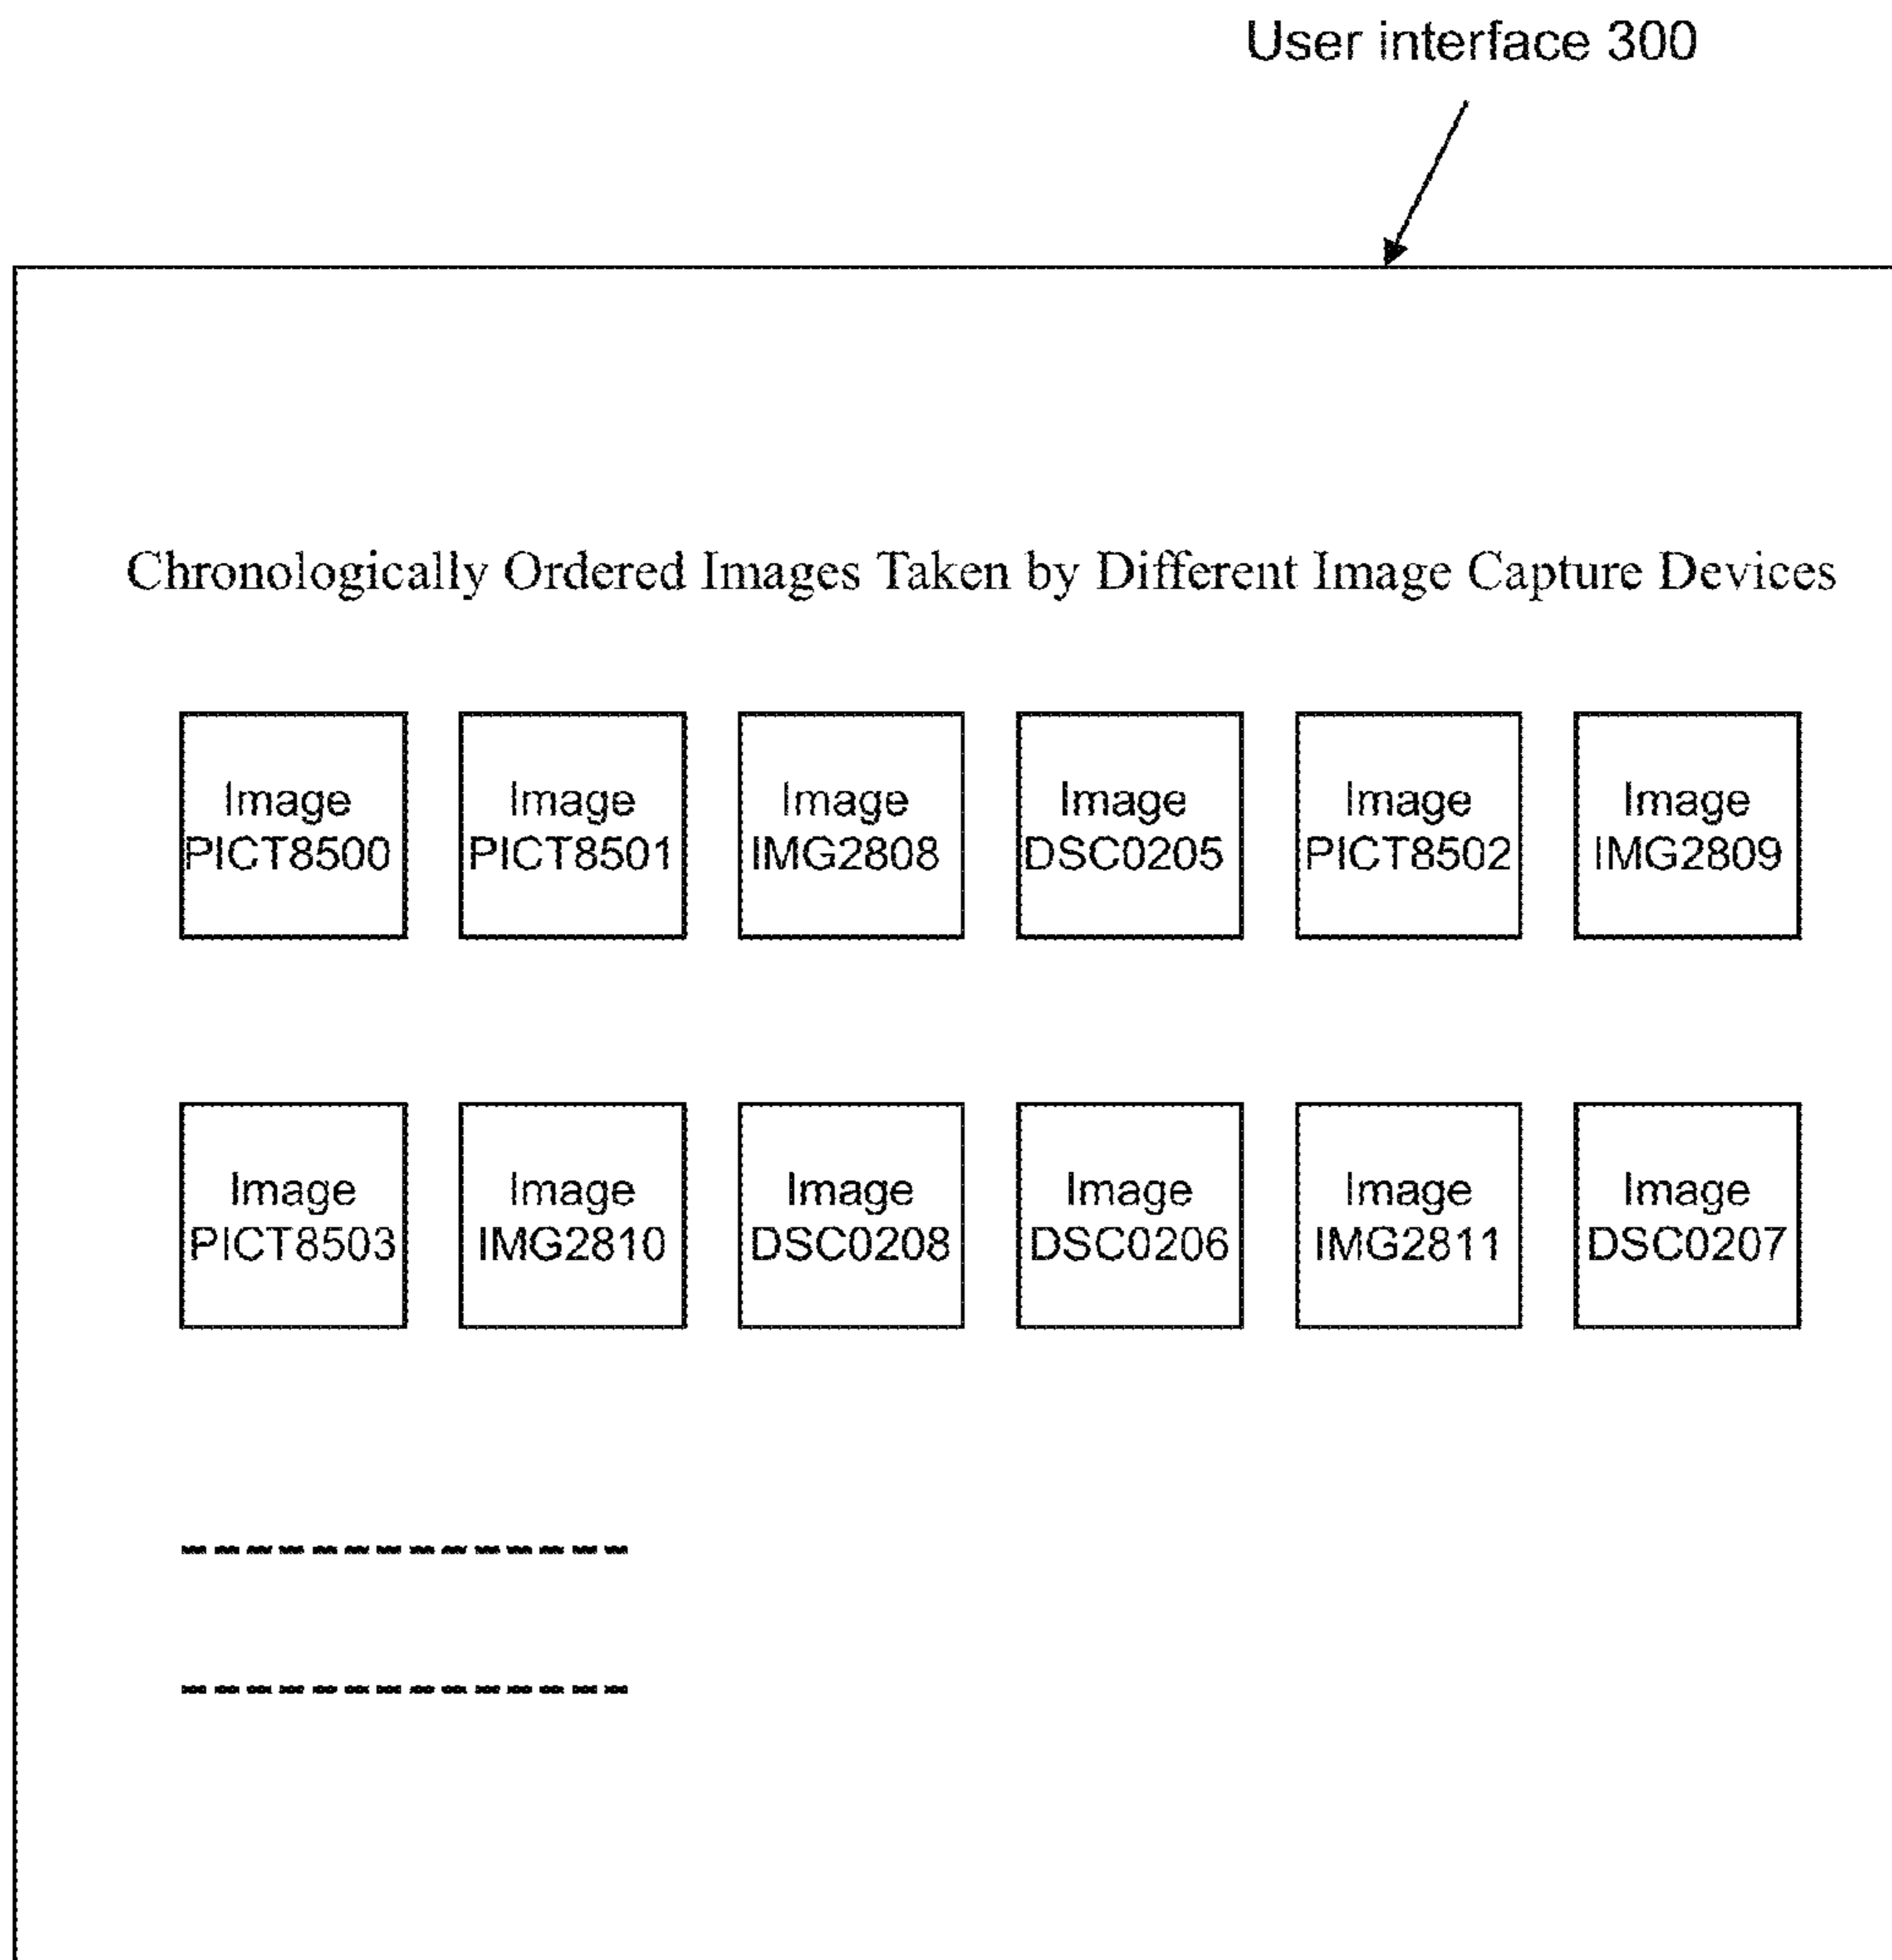 User interface 300
Chronologically Ordered Images Taken by Different Image Capture Devices
Image
PICT8500
Image
PICT8501
Image
IMG2808
Image
DSC0205
Image
PICT8502
Image
IMG2809
Image
PICT8503
Image
IMG2810
Image
DSC0208
Image
DSC0206
Image
IMG2811
Image
DSC0207